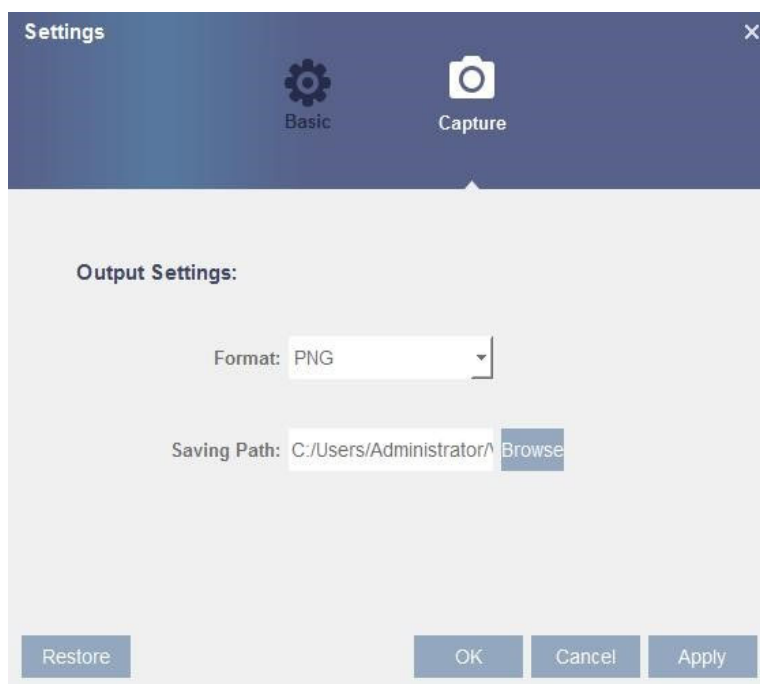 Settings
Basic
Capture
Output Settings:
Format: PNG
Saving Path: C:/Users/Administrator/ Browse
Restore OK Cancel Apply